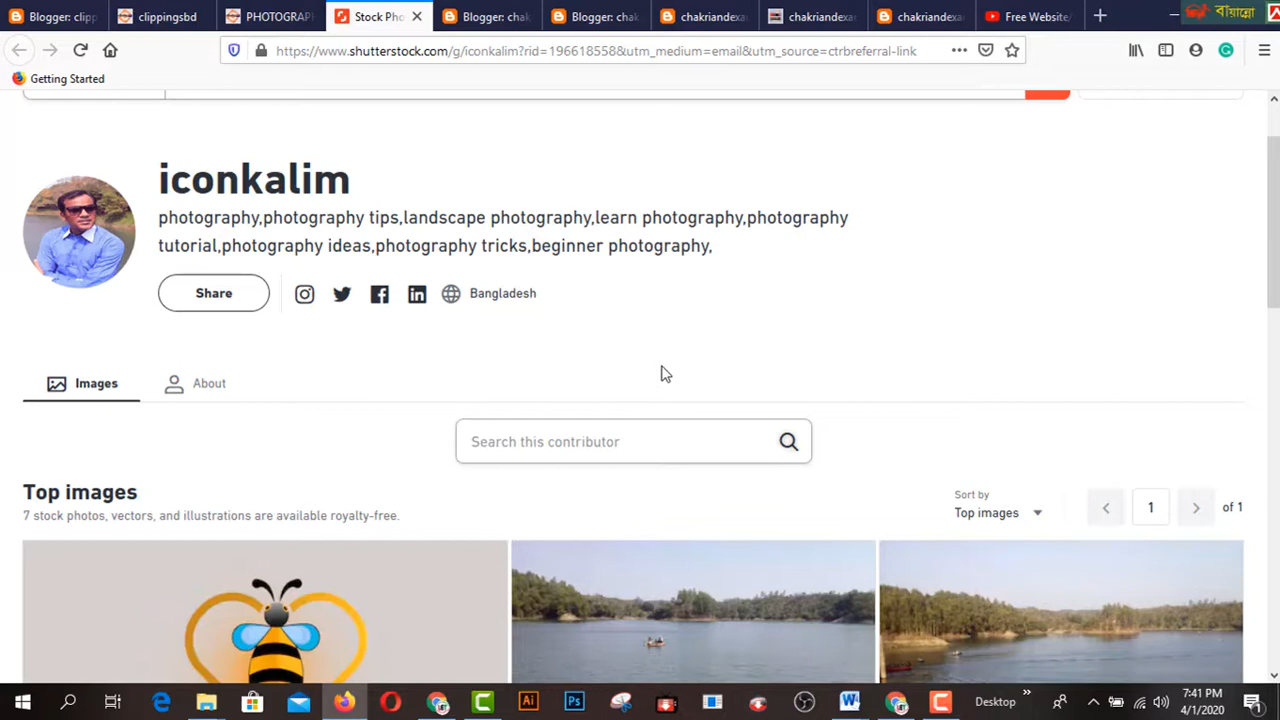 Blogger: clipp
clippingsbd
PHOTOGRAP
Stock Pho
Blogger: chak
Blogger: chak
chakriandexa
chakriandexa
chakriandexa
Free Website/
বায়ান্নো
https://www.shutterstock.com/g/iconkalim?rid=196618558&utm_medium=email&utm_source=ctrbreferral-link
Getting Started
iconkalim
photography,photography tips,landscape photography,learn photography,photography
tutorial,photography ideas,photography tricks,beginner photography,
Share
Bangladesh
Images
About
Search this contributor
Top images
7 stock photos, vectors, and illustrations are available royalty-free.
Sort by
Top images
1
of 1
Desktop
7:41 PM
4/1/2020